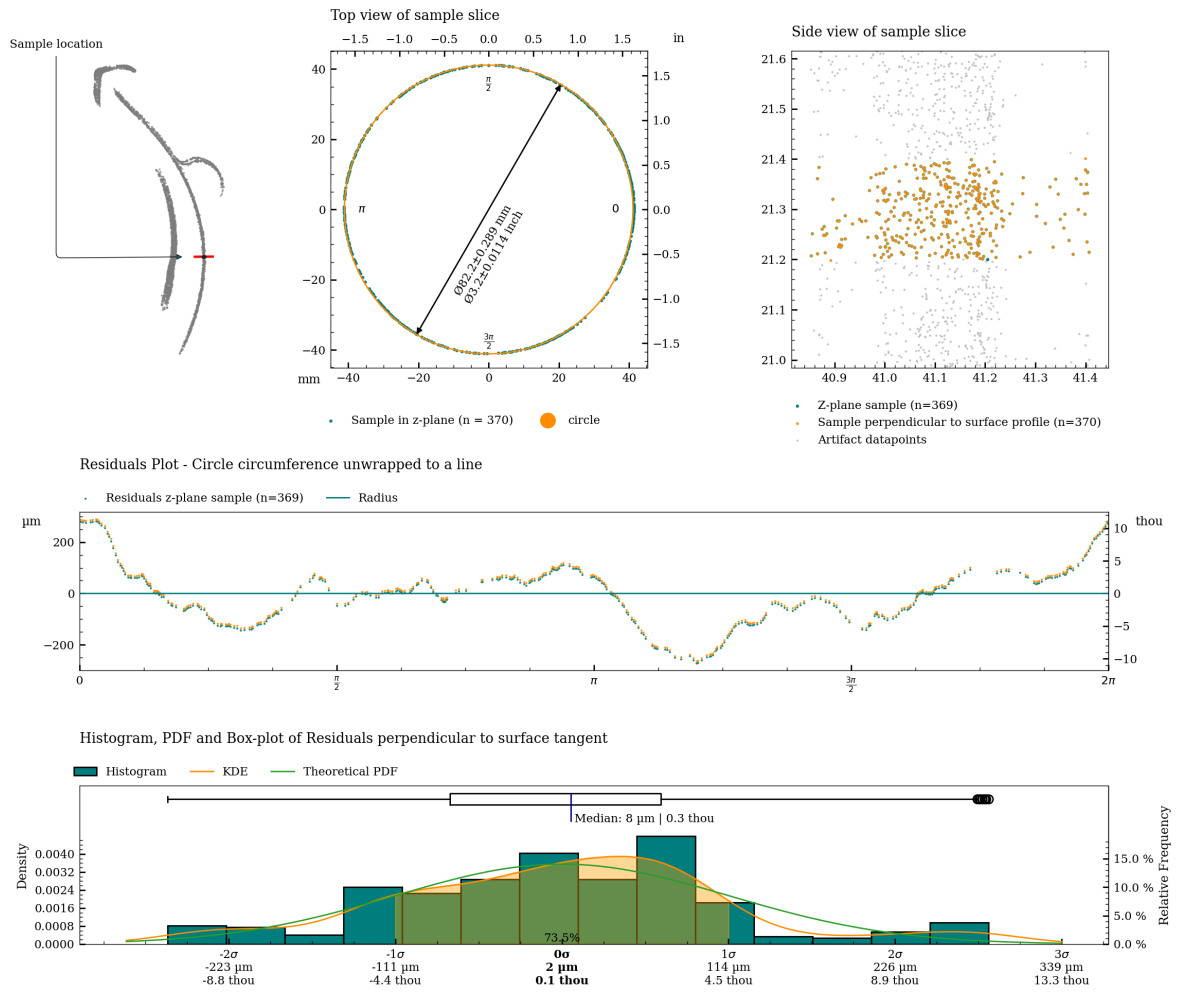 Top view of sample slice
Side view of sample slice
Sample location
−1.5 −1.0 −0.5 0.0 0.5 1.0 1.5 in
40
20
0
−20
−40
mm
−40 −20 0 20 40
1.5
1.0
0.5
0.0
−0.5
−1.0
−1.5
π/2
π
0
3π/2
Ø82.2±0.289 mm
Ø3.2±0.0114 inch
Sample in z-plane (n = 370)
circle
21.6
21.5
21.4
21.3
21.2
21.1
21.0
40.9 41.0 41.1 41.2 41.3 41.4
Z-plane sample (n=369)
Sample perpendicular to surface profile (n=370)
Artifact datapoints
Residuals Plot - Circle circumference unwrapped to a line
Residuals z-plane sample (n=369)
Radius
µm
200
0
−200
thou
10
5
0
−5
−10
0 π/2 π 3π/2 2π
Histogram, PDF and Box-plot of Residuals perpendicular to surface tangent
Histogram
KDE
Theoretical PDF
Median: 8 µm | 0.3 thou
Density
0.0040
0.0032
0.0024
0.0016
0.0008
0.0000
Relative Frequency
15.0 %
10.0 %
5.0 %
0.0 %
73.5%
-2σ -1σ 0σ 1σ 2σ 3σ
-223 µm -111 µm 2 µm 114 µm 226 µm 339 µm
-8.8 thou -4.4 thou 0.1 thou 4.5 thou 8.9 thou 13.3 thou